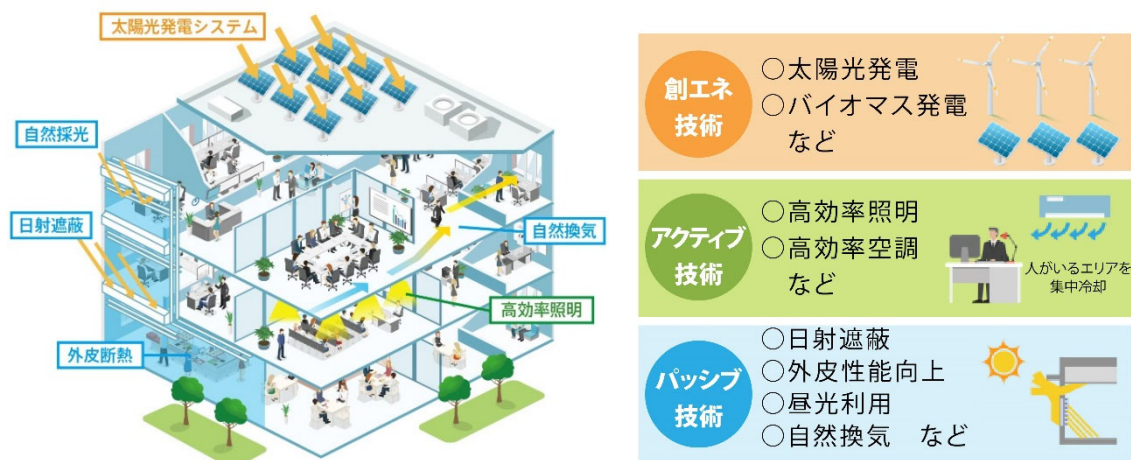 太陽光発電システム
自然採光
日射遮蔽
自然換気
高効率照明
外皮断熱
創エネ
技術
○太陽光発電
○バイオマス発電
など
アクティブ
技術
○高効率照明
○高効率空調
など
人がいるエリアを
集中冷却
パッシブ
技術
○日射遮蔽
○外皮性能向上
○昼光利用
○自然換気　など